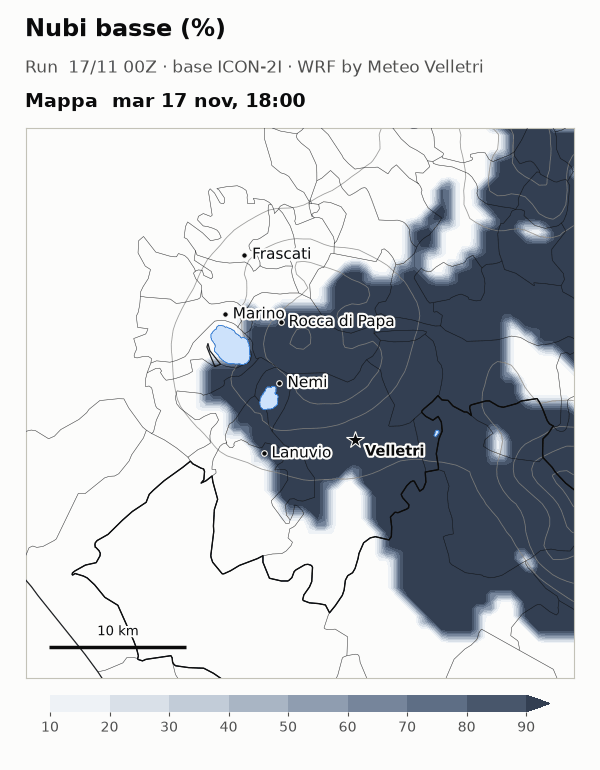 Nubi basse (%)
Run  17/11 00Z · base ICON-2I · WRF by Meteo Velletri
Mappa  mar 17 nov, 18:00
Frascati
Marino
Rocca di Papa
Nemi
Velletri
Lanuvio
10 km
10 20 30 40 50 60 70 80 90